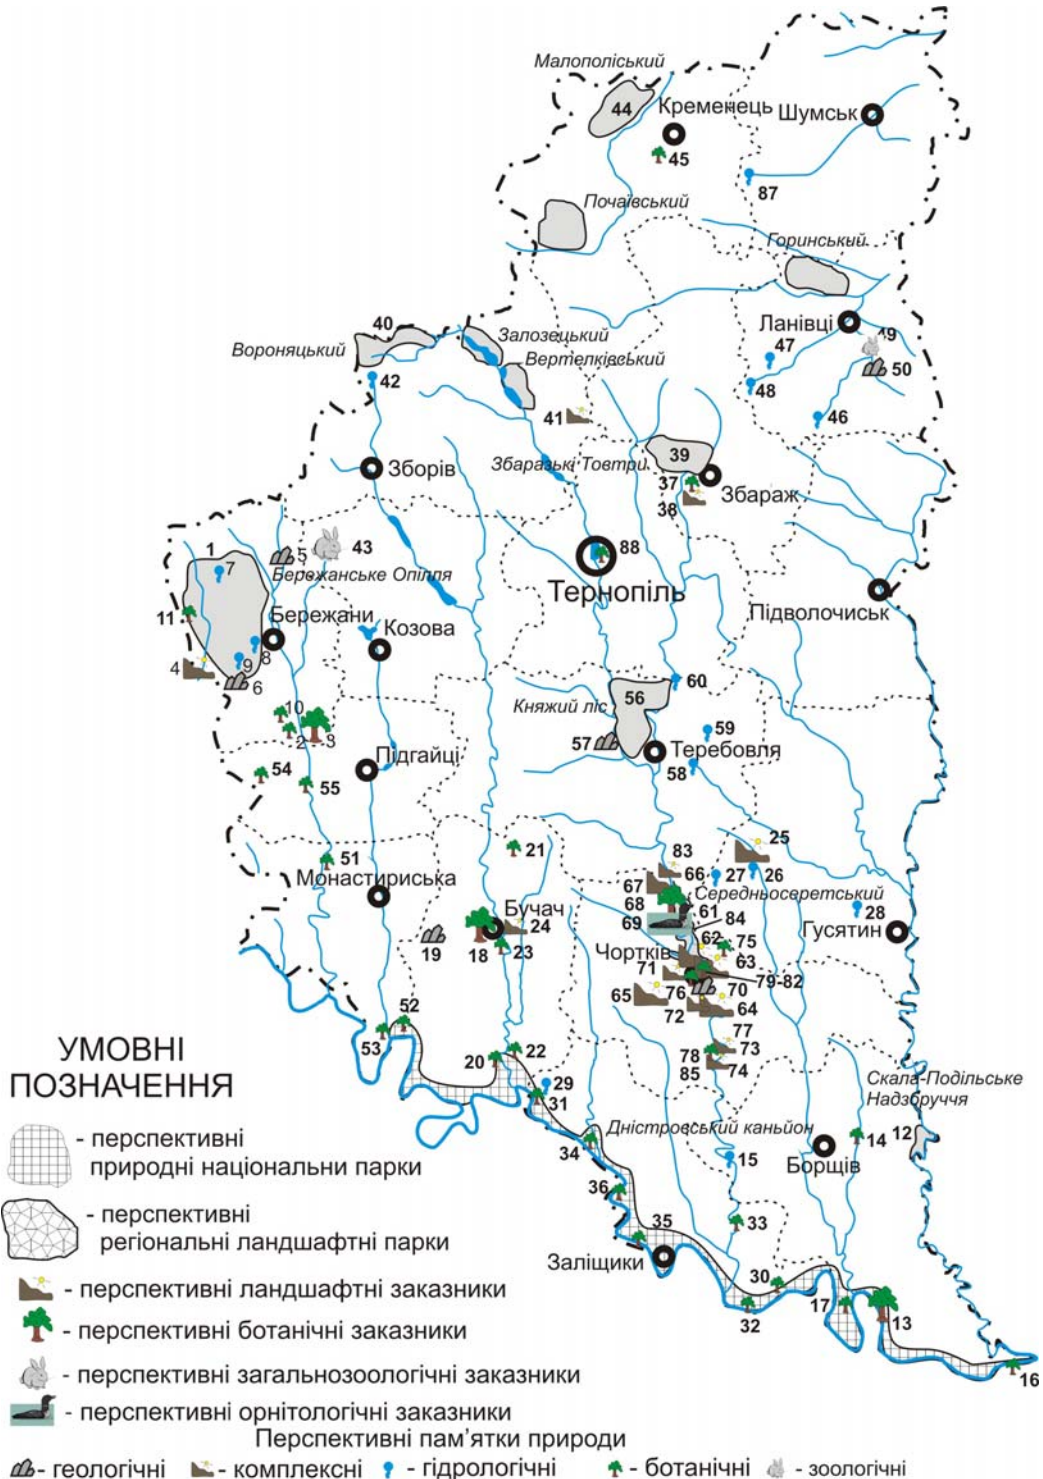 Малополіський
44
Кременець
Шумськ
45
87
Почаївський
Горинський
40
Залозецький
Ланівці
49
Вороняцький
Вертелківський
47
50
42
48
41
46
Збаразькі Товтри
39
Зборів
37
Збараж
38
1
5
43
88
7
Бережанське Опілля
Тернопіль
11
Бережани
Підволочиськ
Козова
8
4
9
6
60
56
10
Княжий ліс
59
2
3
57
Теребовля
58
54
Підгайці
55
25
83
21
51
66
27
26
67
Монастириська
Середньосеретський
68
61
28
Бучач
69
84
24
Гусятин
62
75
19
18
23
Чортків
63
71
79-82
76
70
65
72
64
52
77
53
22
73
20
78
74
85
УМОВНІ
ПОЗНАЧЕННЯ
29
Скала-Подільське
Надзбруччя
31
Дністровський каньйон
14
12
34
15
Борщів
- перспективні
природні національни парки
36
35
33
- перспективні
регіональні ландшафтні парки
Заліщики
30
17
13
32
16
- перспективні ландшафтні заказники
- перспективні ботанічні заказники
- перспективні загальнозоологічні заказники
- перспективні орнітологічні заказники
Перспективні пам’ятки природи
- геологічні - комплексні - гідрологічні - ботанічні - зоологічні